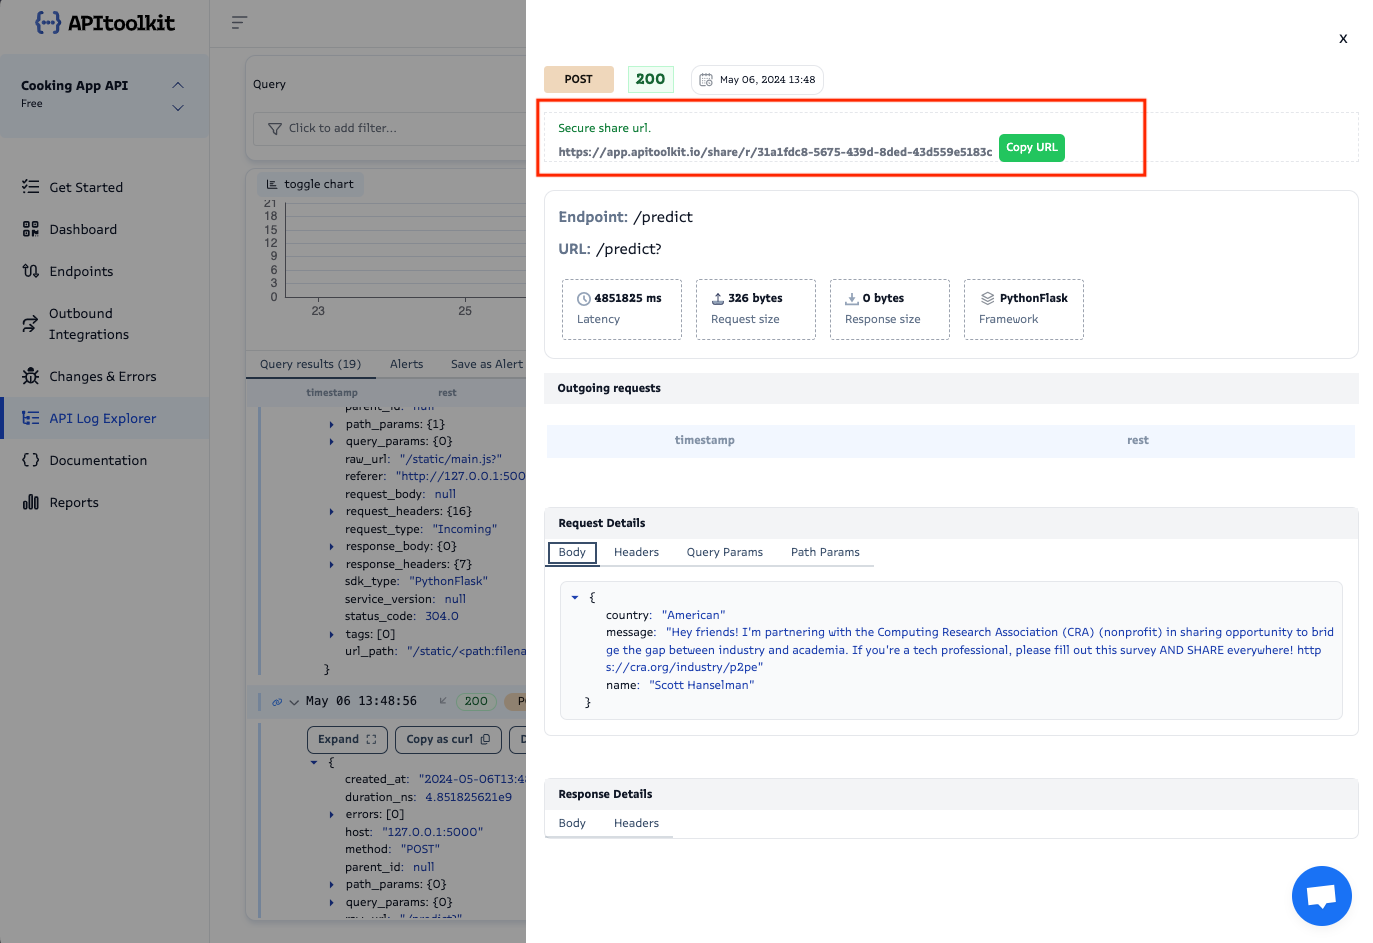 APItoolkit
Cooking App API
Free
Get Started
Dashboard
Endpoints
Outbound
Integrations
Changes & Errors
API Log Explorer
Documentation
Reports
Query
Click to add filter...
toggle chart
21
18
15
12
9
6
3
0
23
25
Query results (19)
Alerts
Save as Alert
timestamp
rest
parent_id: null
path_params: {1}
query_params: {0}
raw_url: "/static/main.js?"
referer: "http://127.0.0.1:500
request_body: null
request_headers: {16}
request_type: "Incoming"
response_body: {0}
response_headers: {7}
sdk_type: "PythonFlask"
service_version: null
status_code: 304.0
tags: [0]
url_path: "/static/<path:filena
}
May 06 13:48:56
200
Expand
Copy as curl
{
created_at: "2024-05-06T13:48
duration_ns: 4.851825621e9
errors: [0]
host: "127.0.0.1:5000"
method: "POST"
parent_id: null
path_params: {0}
query_params: {0}
raw_url: "/predict?"
X
POST
200
May 06, 2024 13:48
Secure share url.
https://app.apitoolkit.io/share/r/31a1fdc8-5675-439d-8ded-43d559e5183c
Copy URL
Endpoint: /predict
URL: /predict?
4851825 ms
Latency
326 bytes
Request size
0 bytes
Response size
PythonFlask
Framework
Outgoing requests
timestamp
rest
Request Details
Body
Headers
Query Params
Path Params
{
country: "American"
message: "Hey friends! I'm partnering with the Computing Research Association (CRA) (nonprofit) in sharing opportunity to brid
ge the gap between industry and academia. If you're a tech professional, please fill out this survey AND SHARE everywhere! http
s://cra.org/industry/p2pe"
name: "Scott Hanselman"
}
Response Details
Body
Headers